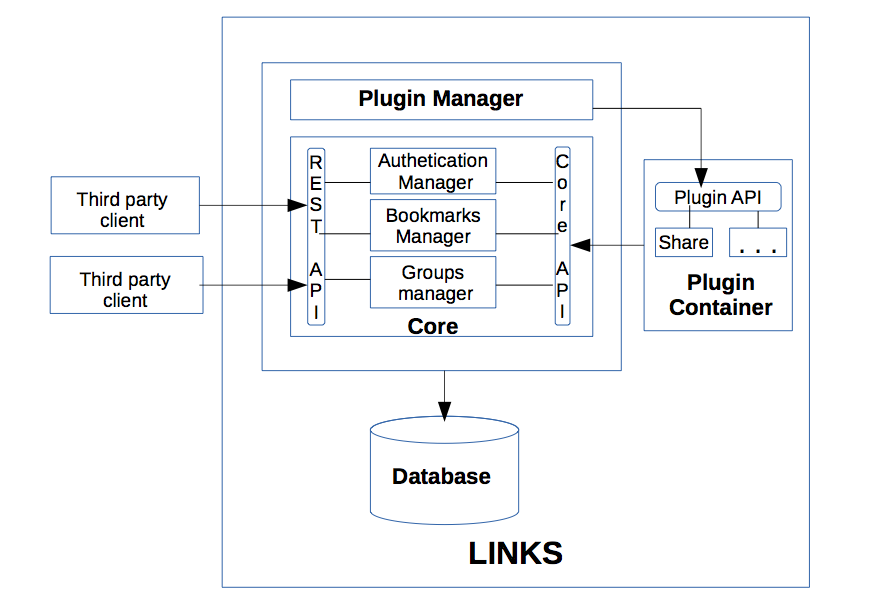 Plugin Manager
REST API
Authetication
Manager
Bookmarks
Manager
Groups
manager
Core API
Core
Third party
client
Third party
client
Plugin API
Share
. . .
Plugin
Container
Database
LINKS